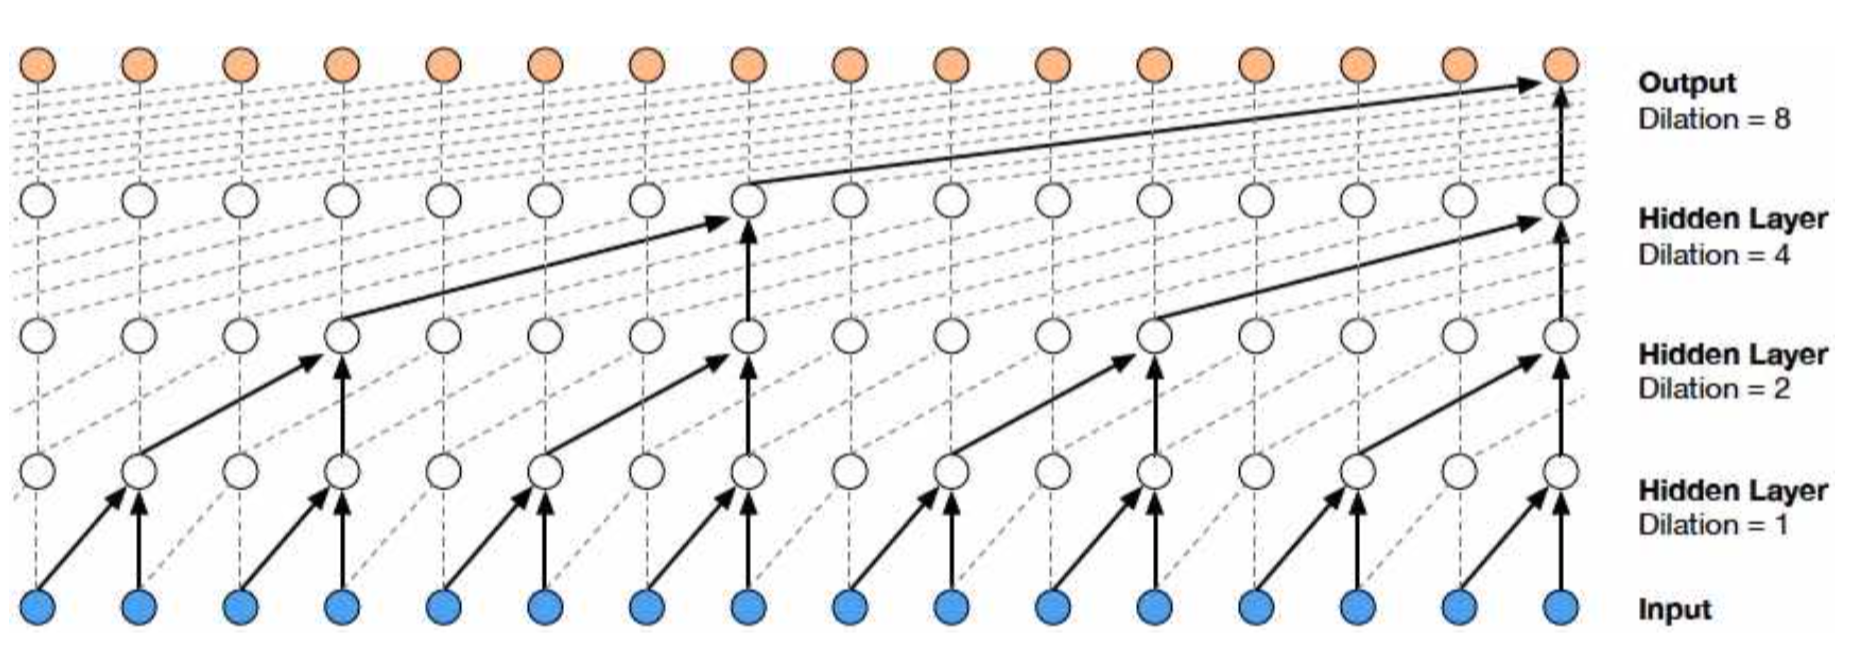 Output
Dilation = 8
Hidden Layer
Dilation = 4
Hidden Layer
Dilation = 2
Hidden Layer
Dilation = 1
Input